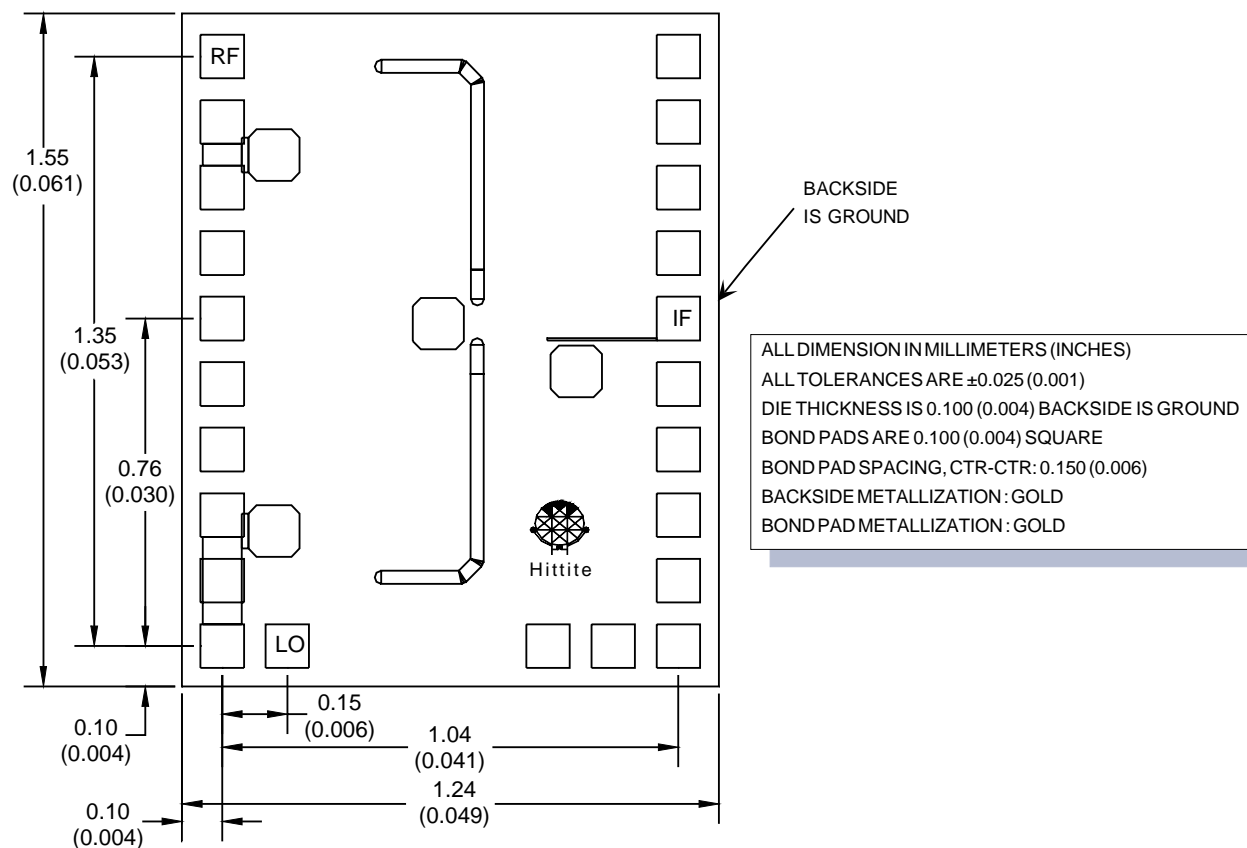 RF
1.55
(0.061)
BACKSIDE
IS GROUND
1.35
(0.053)
IF
ALL DIMENSION IN MILLIMETERS (INCHES)
ALL TOLERANCES ARE ±0.025 (0.001)
DIE THICKNESS IS 0.100 (0.004) BACKSIDE IS GROUND
BOND PADS ARE 0.100 (0.004) SQUARE
BOND PAD SPACING, CTR-CTR: 0.150 (0.006)
BACKSIDE METALLIZATION: GOLD
BOND PAD METALLIZATION: GOLD
0.76
(0.030)
Hittite
LO
0.10
(0.004)
0.15
(0.006)
1.04
(0.041)
1.24
(0.049)
0.10
(0.004)